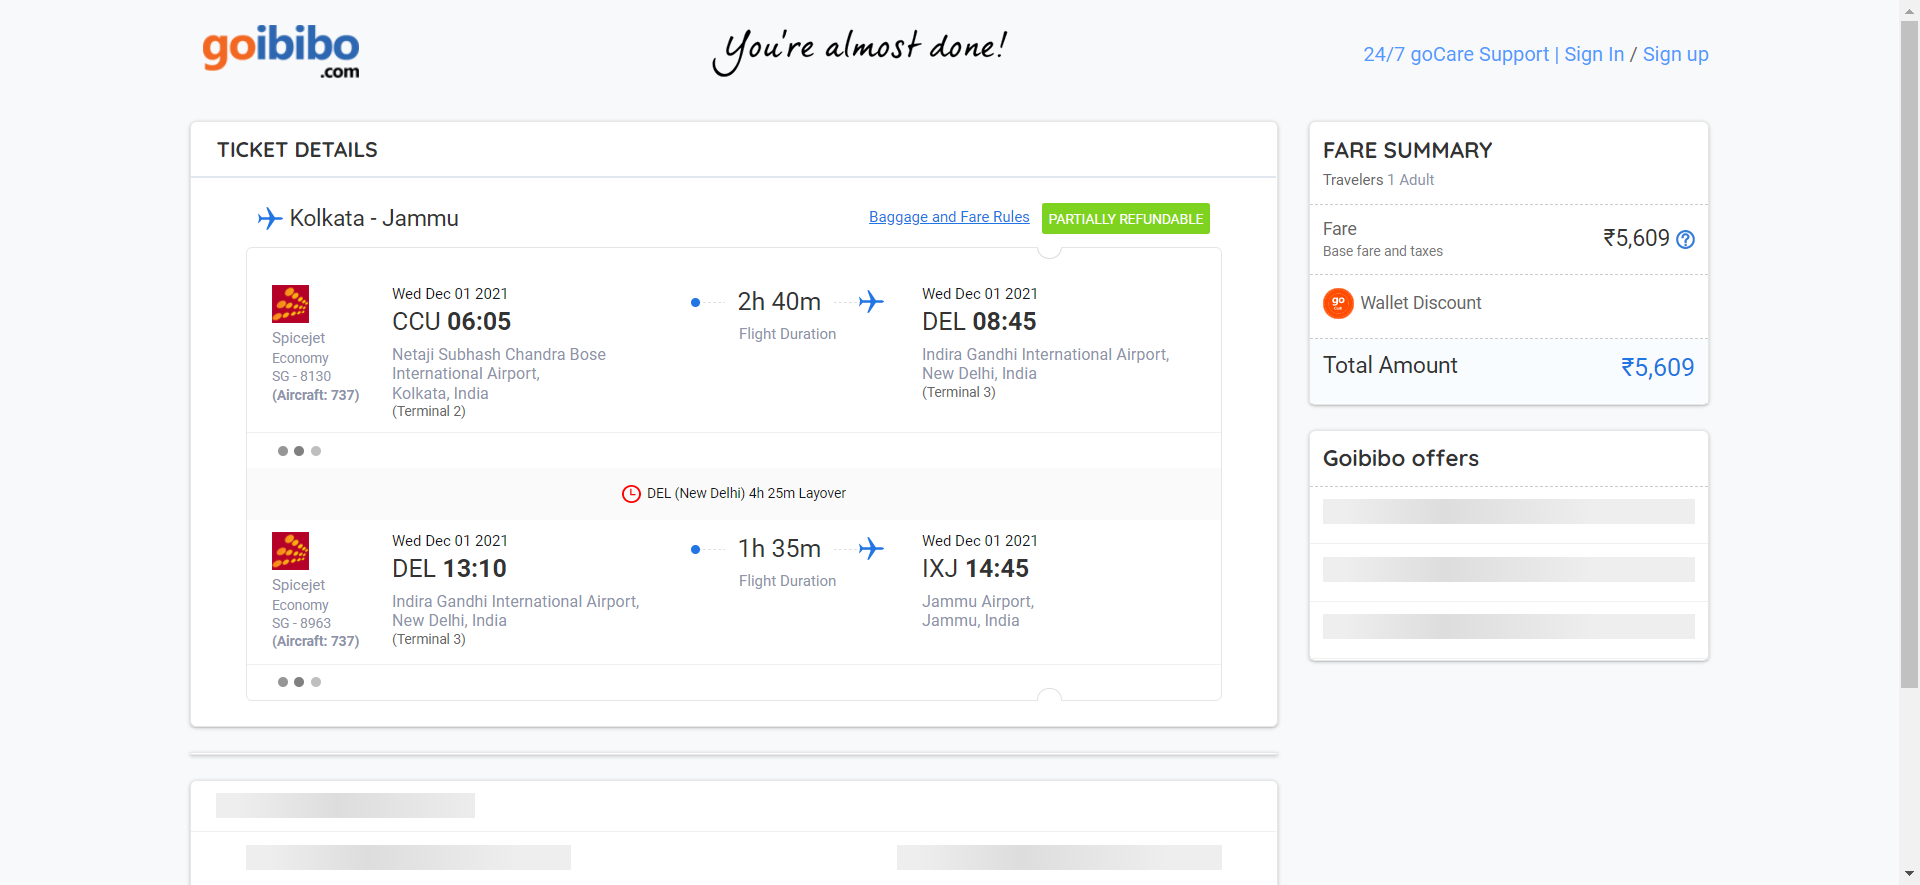 goibibo
.com
You're almost done!
24/7 goCare Support | Sign In / Sign up
TICKET DETAILS
Kolkata - Jammu
Baggage and Fare Rules
PARTIALLY REFUNDABLE
Spicejet
Economy
SG - 8130
(Aircraft: 737)
Wed Dec 01 2021
CCU 06:05
Netaji Subhash Chandra Bose
International Airport,
Kolkata, India
(Terminal 2)
2h 40m
Flight Duration
Wed Dec 01 2021
DEL 08:45
Indira Gandhi International Airport,
New Delhi, India
(Terminal 3)
DEL (New Delhi) 4h 25m Layover
Spicejet
Economy
SG - 8963
(Aircraft: 737)
Wed Dec 01 2021
DEL 13:10
Indira Gandhi International Airport,
New Delhi, India
(Terminal 3)
1h 35m
Flight Duration
Wed Dec 01 2021
IXJ 14:45
Jammu Airport,
Jammu, India
FARE SUMMARY
Travelers 1 Adult
Fare
Base fare and taxes
₹5,609 ?
go
Wallet Discount
Total Amount
₹5,609
Goibibo offers